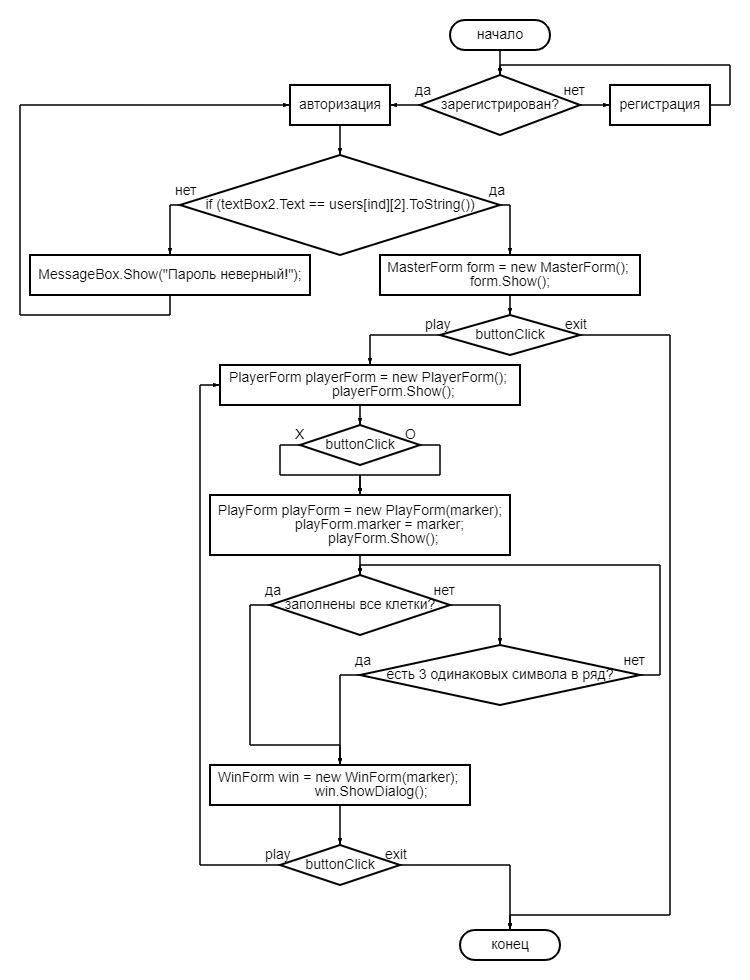 начало
да
нет
авторизация
зарегистрирован?
регистрация
нет
да
if (textBox2.Text == users[ind][2].ToString())
MessageBox.Show("Пароль неверный!");
MasterForm form = new MasterForm();
form.Show();
play
exit
buttonClick
PlayerForm playerForm = new PlayerForm();
playerForm.Show();
X
O
buttonClick
PlayForm playForm = new PlayForm(marker);
playForm.marker = marker;
playForm.Show();
да
нет
заполнены все клетки?
да
нет
есть 3 одинаковых символа в ряд?
WinForm win = new WinForm(marker);
win.ShowDialog();
play
exit
buttonClick
конец